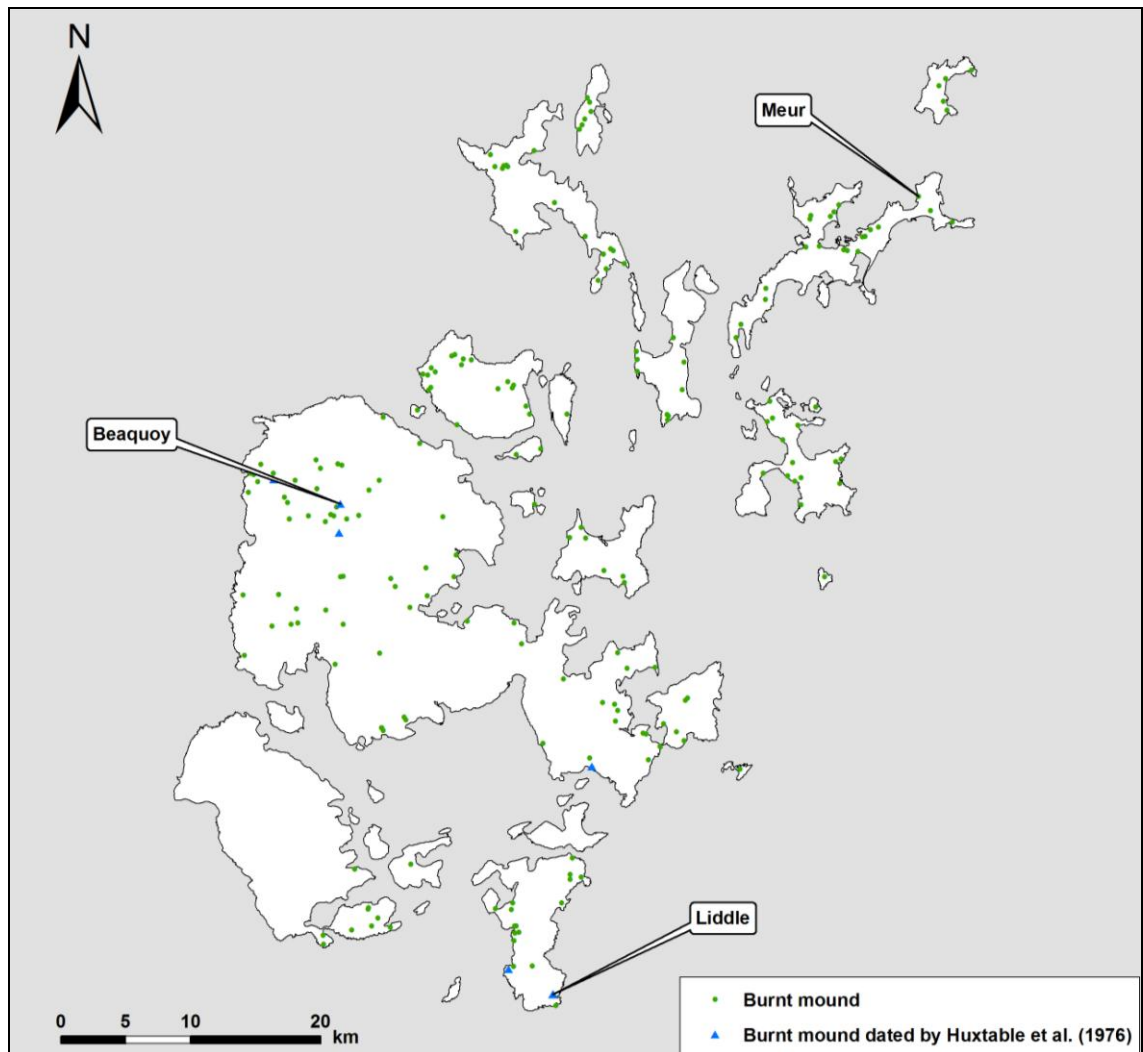 N
Meur
Beaquoy
Liddle
Burnt mound
Burnt mound dated by Huxtable et al. (1976)
0 5 10 20
km